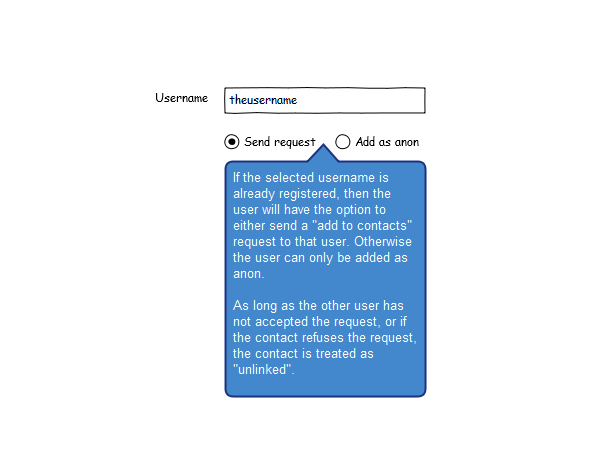 Username theusername
Send request Add as anon
If the selected username is
already registered, then the
user will have the option to
either send a "add to contacts"
request to that user. Otherwise
the user can only be added as
anon.
As long as the other user has
not accepted the request, or if
the contact refuses the request,
the contact is treated as
"unlinked".